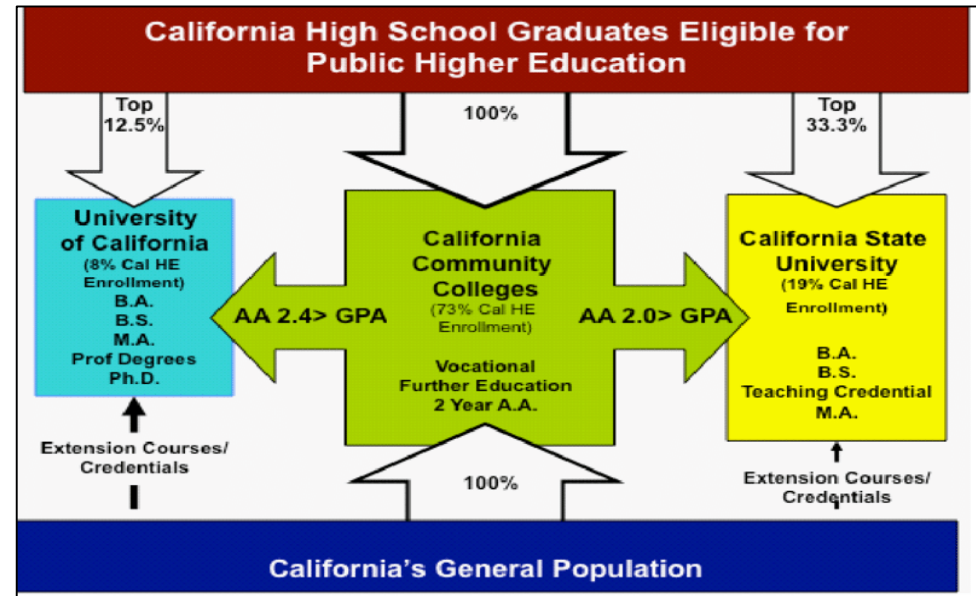 California High School Graduates Eligible for
Public Higher Education
Top
12.5%
100%
Top
33.3%
University
of California
(8% Cal HE
Enrollment)
B.A.
B.S.
M.A.
Prof Degrees
Ph.D.
AA 2.4> GPA
California
Community
Colleges
(73% Cal HE
Enrollment)
Vocational
Further Education
2 Year A.A.
AA 2.0> GPA
California State
University
(19% Cal HE
Enrollment)
B.A.
B.S.
Teaching Credential
M.A.
Extension Courses/
Credentials
100%
Extension Courses/
Credentials
California's General Population